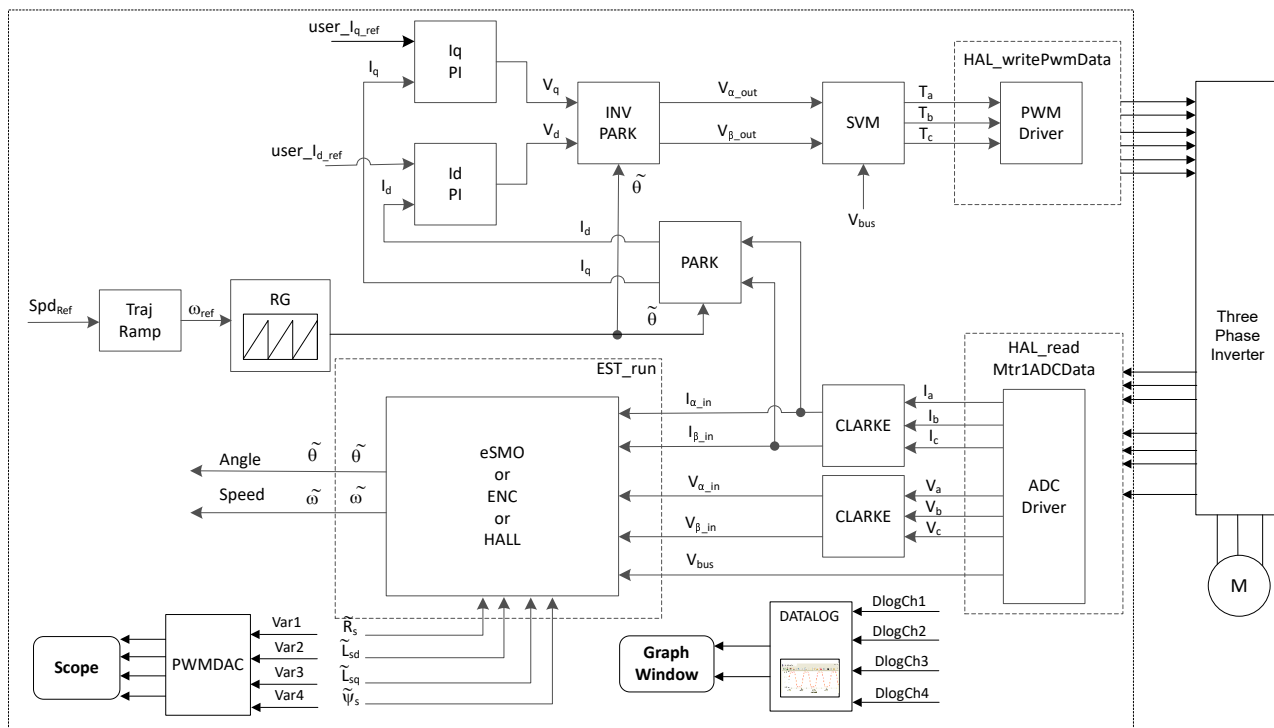 user_Iq_ref
Iq
Iq
PI
Vq
Vd
user_Id_ref
Id
Id
PI
INV
PARK
θ̃
Vα_out
Vβ_out
SVM
Vbus
Ta
Tb
Tc
HAL_writePwmData
PWM
Driver
Id
Iq
PARK
θ̃
SpdRef
Traj
Ramp
ωref
RG
Three
Phase
Inverter
M
EST_run
HAL_read
Mtr1ADCData
Iα_in
Iβ_in
CLARKE
Ia
Ib
Ic
ADC
Driver
eSMO
or
ENC
or
HALL
Angle
θ̃
θ̃
Speed
ω̃
ω̃
Vα_in
Vβ_in
CLARKE
Va
Vb
Vc
Vbus
R̃s
L̃sd
L̃sq
ψ̃s
Scope
PWMDAC
Var1
Var2
Var3
Var4
Graph
Window
DATALOG
DlogCh1
DlogCh2
DlogCh3
DlogCh4